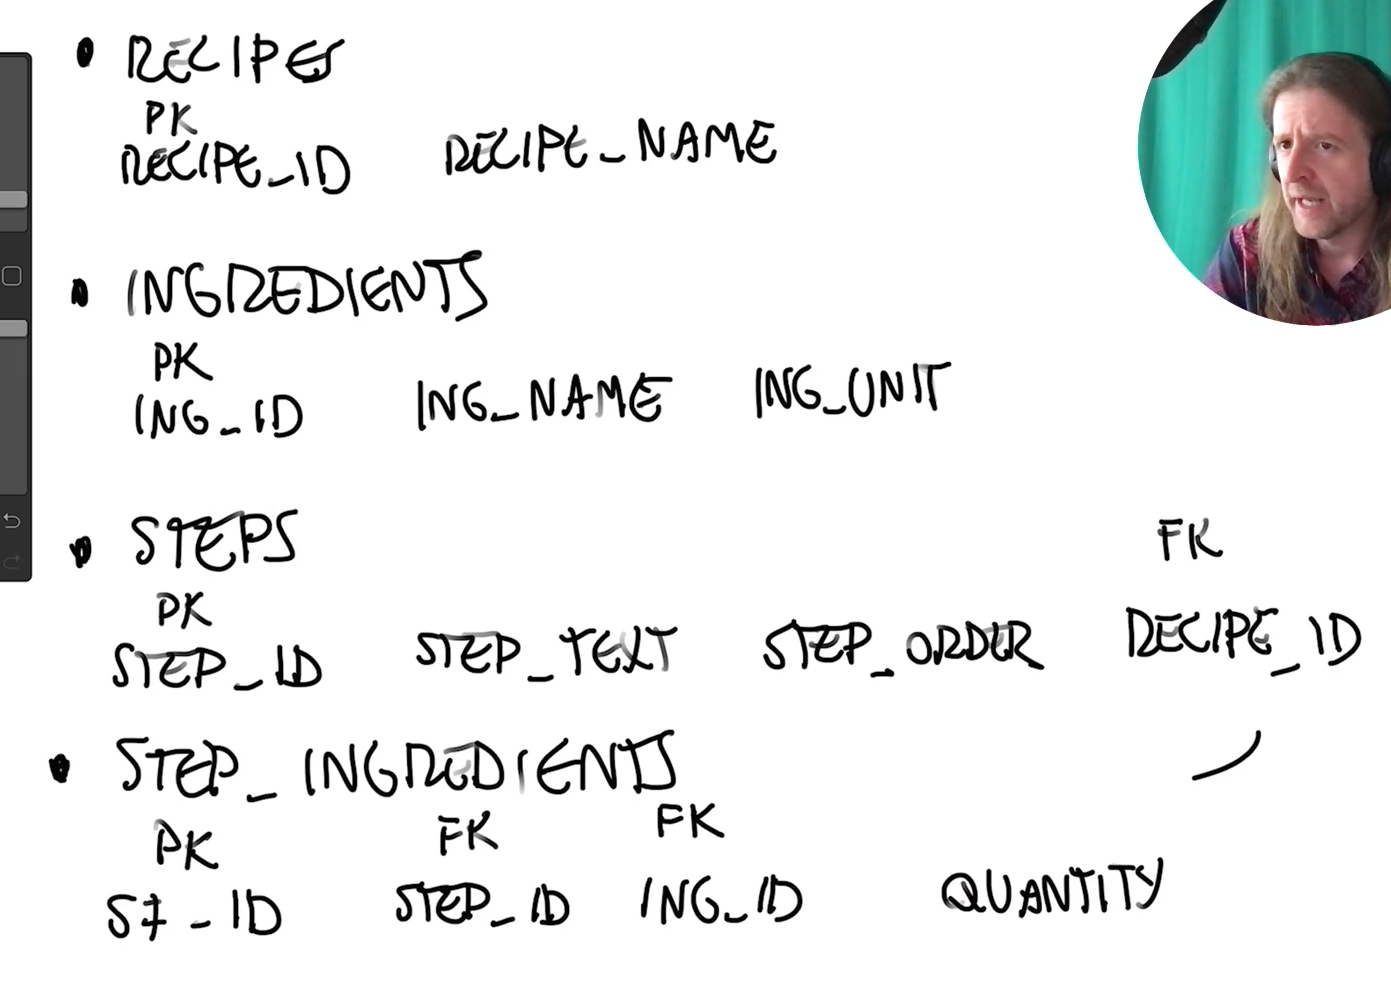 • RECIPES
PK
RECIPE_ID RECIPE_NAME
• INGREDIENTS
PK
ING_ID ING_NAME ING_UNIT
• STEPS
PK FK
STEP_ID STEP_TEXT STEP_ORDER RECIPE_ID
• STEP_INGREDIENTS
PK FK FK
SI_ID STEP_ID ING_ID QUANTITY